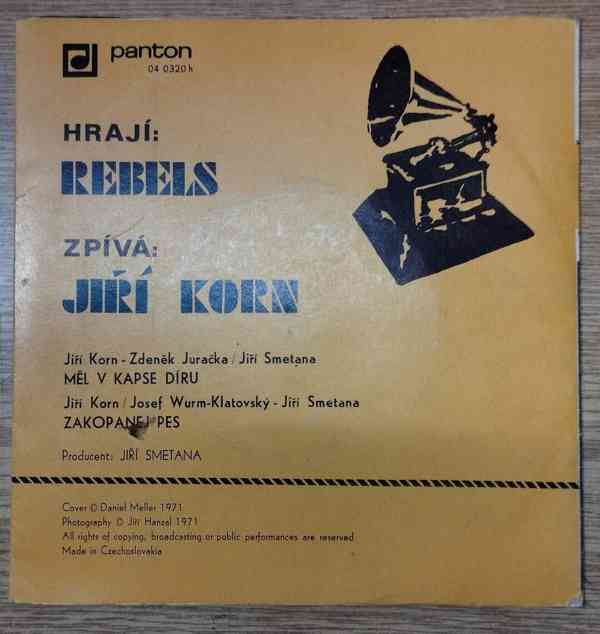 panton
04 0320 h
HRAJÍ:
REBELS
ZPÍVÁ:
JIŘÍ KORN
Jiří Korn - Zdeněk Juračka / Jiří Smetana
MĚL V KAPSE DÍRU
Jiří Korn / Josef Wurm-Klatovský - Jiří Smetana
ZAKOPANEJ PES
Producent: JIŘÍ SMETANA
Cover © Daniel Meller 1971
Photography © Jiří Hanzal 1971
All rights of copying, broadcasting or public performances are reserved
Made in Czechoslovakia